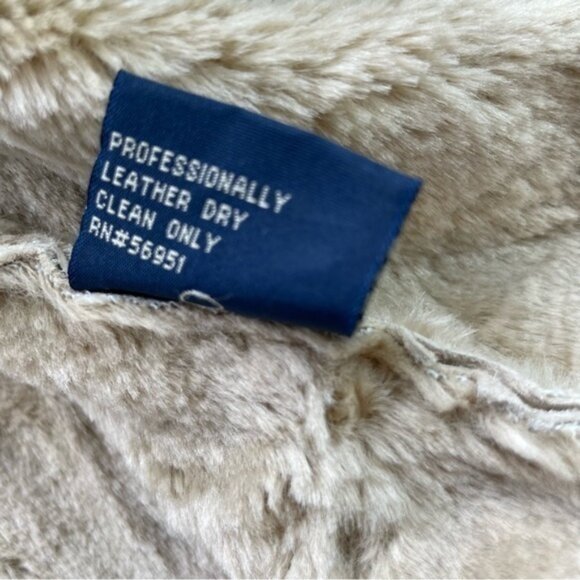 PROFESSIONALLY
LEATHER DRY
CLEAN ONLY
RN#56951